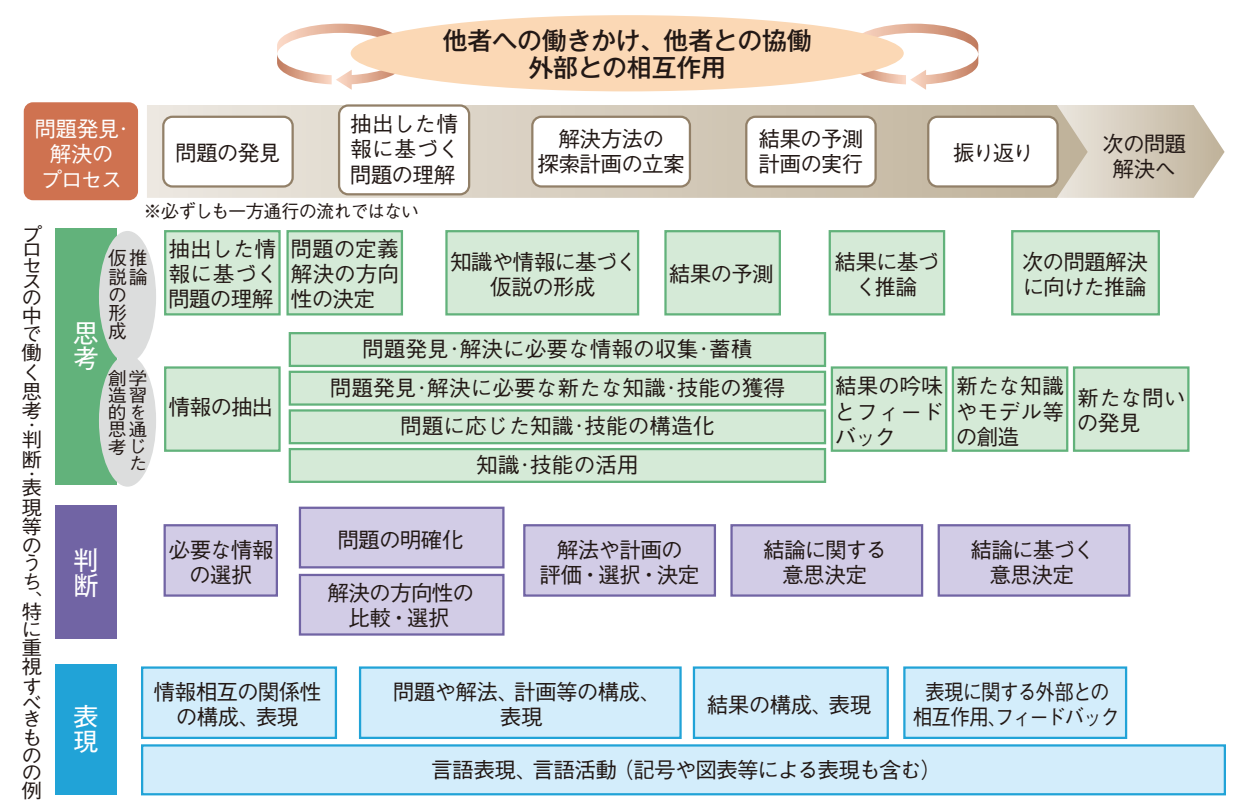 他者への働きかけ、他者との協働
外部との相互作用
問題発見・
解決の
プロセス
問題の発見
抽出した情
報に基づく
問題の理解
解決方法の
探索計画の立案
結果の予測
計画の実行
振り返り
次の問題
解決へ
※必ずしも一方通行の流れではない
プロセスの中で働く思考・判断・表現等のうち、特に重視すべきものの例
思考
推論
仮説の形成
抽出した情
報に基づく
問題の理解
問題の定義
解決の方向
性の決定
知識や情報に基づく
仮説の形成
結果の予測
結果に基づ
く推論
次の問題解決
に向けた推論
学習を通じた
創造的思考
情報の抽出
問題発見・解決に必要な情報の収集・蓄積
問題発見・解決に必要な新たな知識・技能の獲得
問題に応じた知識・技能の構造化
知識・技能の活用
結果の吟味
とフィード
バック
新たな知識
やモデル等
の創造
新たな問い
の発見
判断
必要な情報
の選択
問題の明確化
解決の方向性の
比較・選択
解法や計画の
評価・選択・決定
結論に関する
意思決定
結論に基づく
意思決定
表現
情報相互の関係性
の構成、表現
問題や解法、計画等の構成、
表現
結果の構成、表現
表現に関する外部との
相互作用、フィードバック
言語表現、言語活動（記号や図表等による表現も含む）